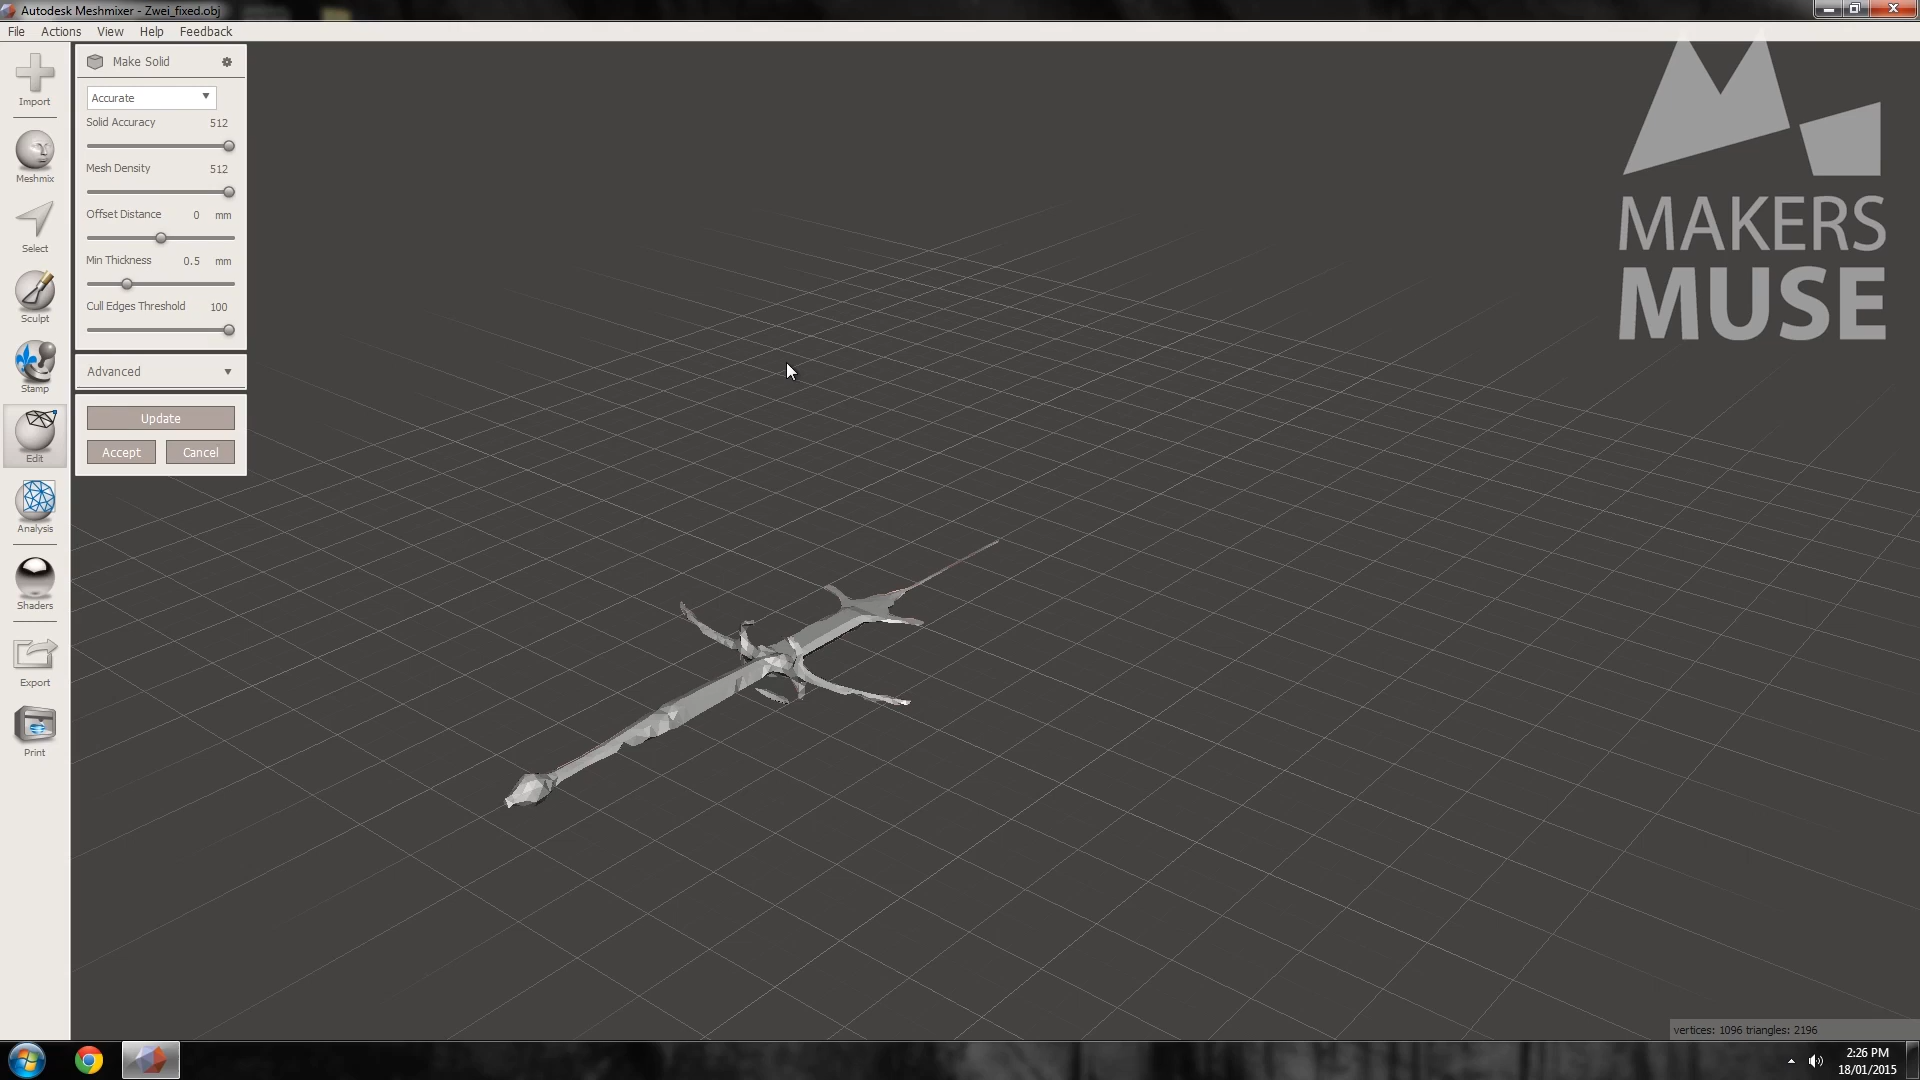 Autodesk Meshmixer - Zwei_fixed.obj
File Actions View Help Feedback
Import
Meshmix
Select
Sculpt
Stamp
Edit
Analysis
Shaders
Export
Print
Make Solid
Accurate
Solid Accuracy 512
Mesh Density 512
Offset Distance 0 mm
Min Thickness 0.5 mm
Cull Edges Threshold 100
Advanced
Update
Accept Cancel
MAKERS
MUSE
vertices: 1096 triangles: 2196
2:26 PM
18/01/2015